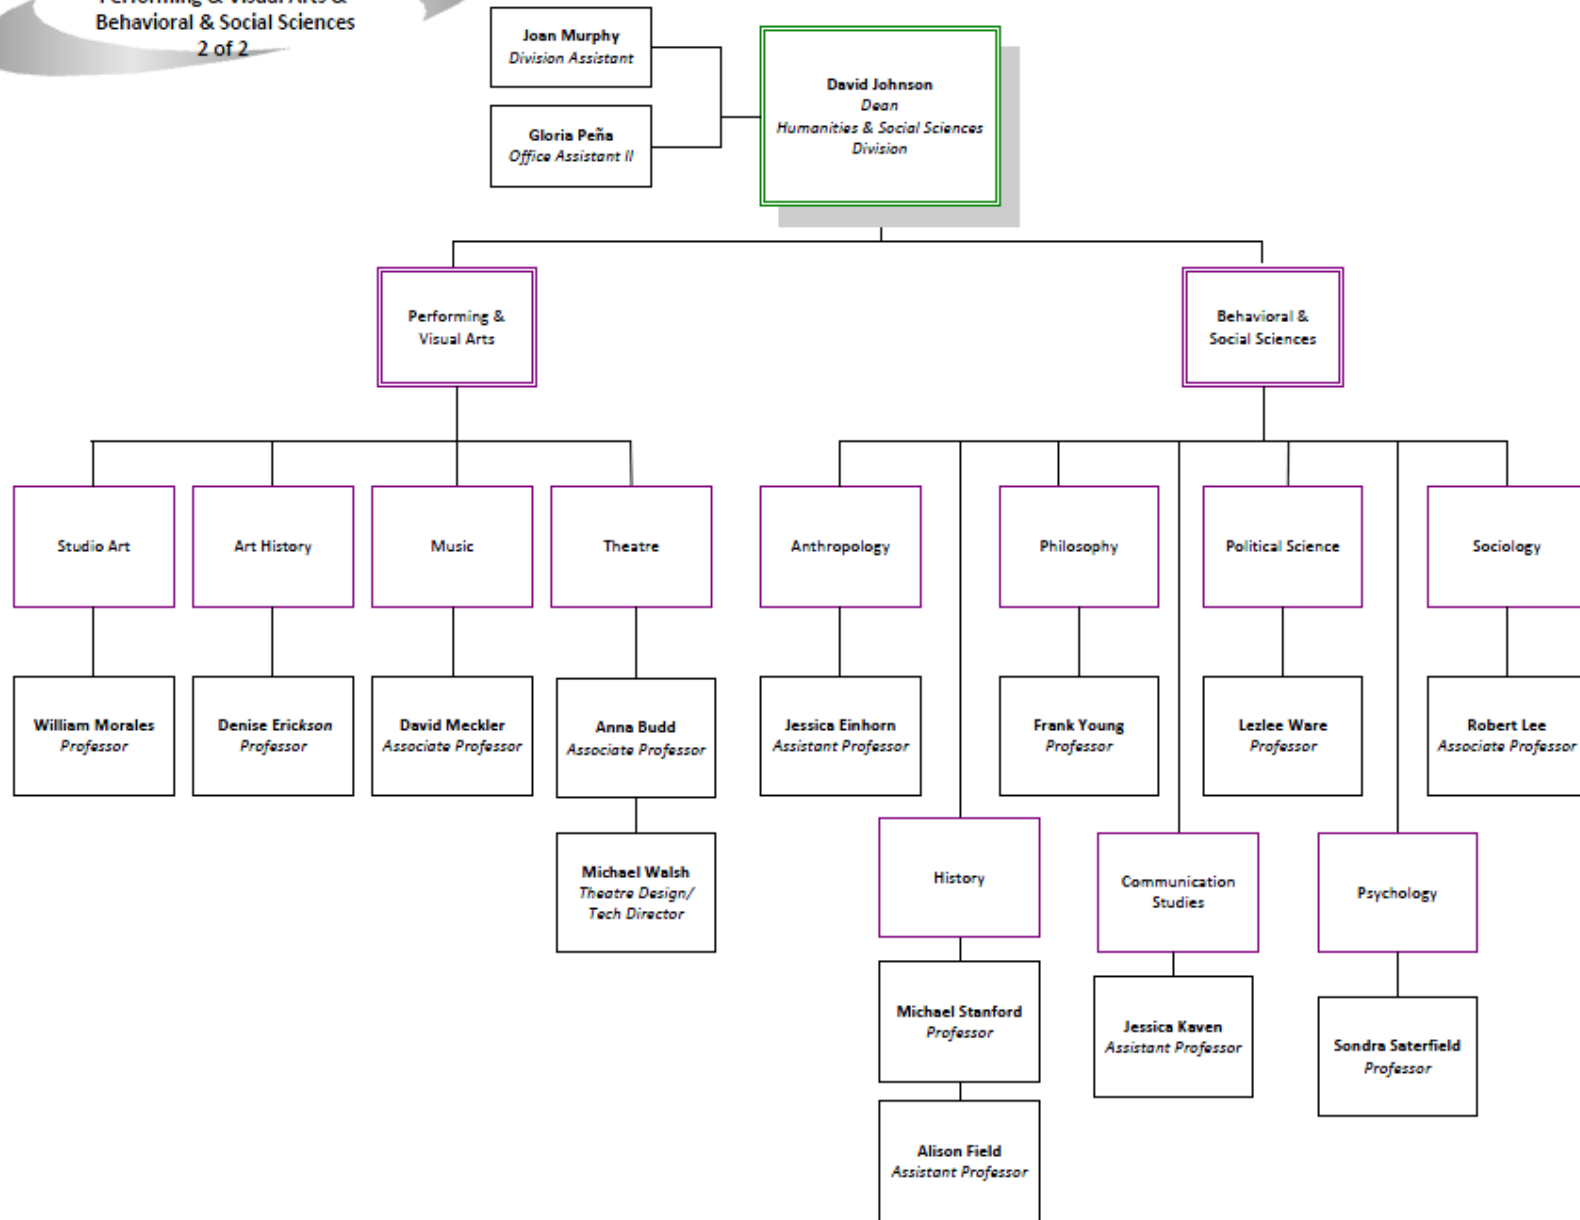 Performing & Visual Arts &
Behavioral & Social Sciences
2 of 2
Joan Murphy
Division Assistant
Gloria Peña
Office Assistant II
David Johnson
Dean
Humanities & Social Sciences
Division
Performing &
Visual Arts
Behavioral &
Social Sciences
Studio Art
Art History
Music
Theatre
Anthropology
Philosophy
Political Science
Sociology
William Morales
Professor
Denise Erickson
Professor
David Meckler
Associate Professor
Anna Budd
Associate Professor
Jessica Einhorn
Assistant Professor
Frank Young
Professor
Lezlee Ware
Professor
Robert Lee
Associate Professor
Michael Walsh
Theatre Design/
Tech Director
History
Communication
Studies
Psychology
Michael Stanford
Professor
Jessica Kaven
Assistant Professor
Sondra Saterfield
Professor
Alison Field
Assistant Professor